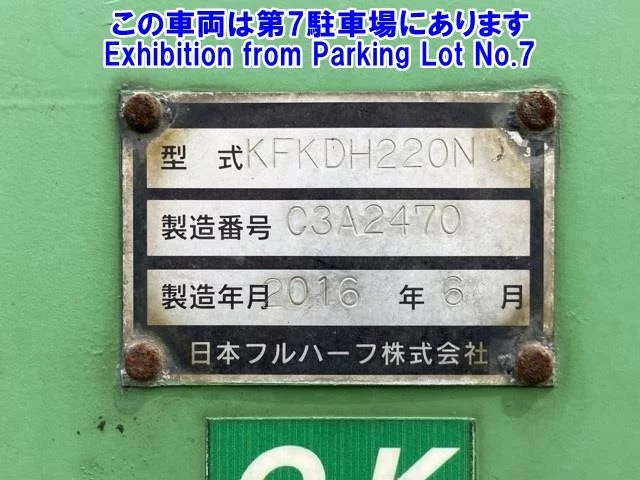 この車両は第7駐車場にあります
Exhibition from Parking Lot No.7
型 式 KFKDH220N
製造番号 C3A2470
製造年月 2016 年 6 月
日本フルハーフ株式会社
OK